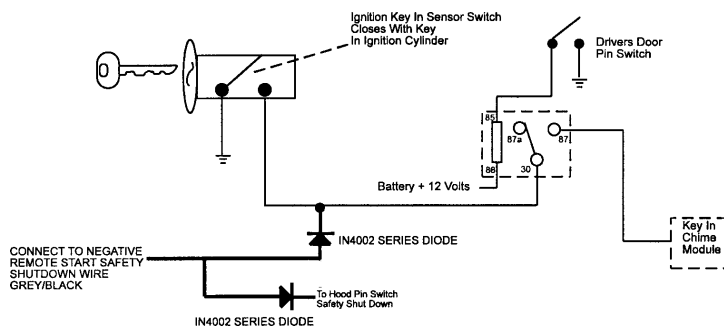 Ignition Key In Sensor Switch
Closes With Key
In Ignition Cylinder
Drivers Door
Pin Switch
85
87a
87
86
30
Battery + 12 Volts
Key In
Chime
Module
IN4002 SERIES DIODE
CONNECT TO NEGATIVE
REMOTE START SAFETY
SHUTDOWN WIRE
GREY/BLACK
To Hood Pin Switch
Safety Shut Down
IN4002 SERIES DIODE